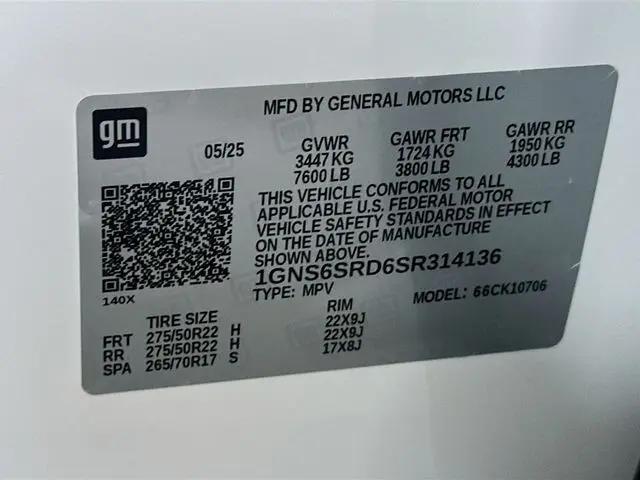 MFD BY GENERAL MOTORS LLC
gm
05/25
GVWR GAWR FRT GAWR RR
3447 KG 1724 KG 1950 KG
7600 LB 3800 LB 4300 LB
THIS VEHICLE CONFORMS TO ALL
APPLICABLE U.S. FEDERAL MOTOR
VEHICLE SAFETY STANDARDS IN EFFECT
ON THE DATE OF MANUFACTURE
SHOWN ABOVE.
1GNS6SRD6SR314136
140X
TYPE: MPV MODEL: 66CK10706
TIRE SIZE RIM
FRT 275/50R22 H 22X9J
RR 275/50R22 H 22X9J
SPA 265/70R17 S 17X8J